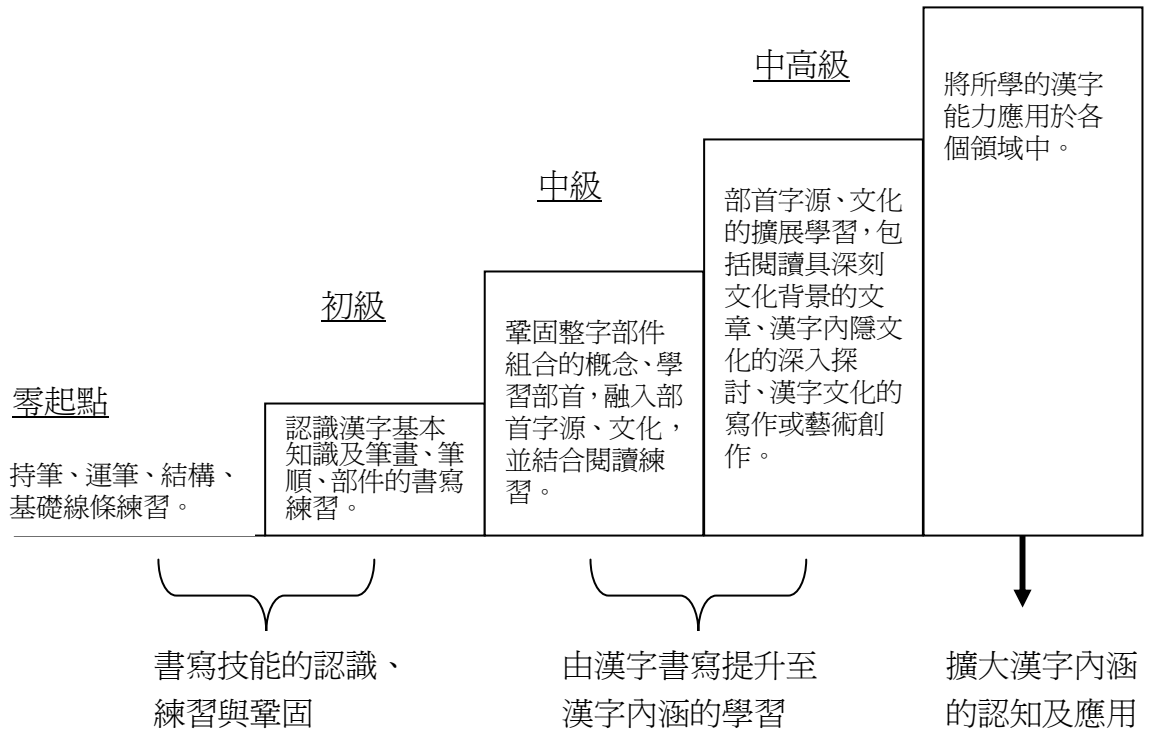 零起點
持筆、運筆、結構、
基礎線條練習。
初級
認識漢字基本
知識及筆畫、筆
順、部件的書寫
練習。
中級
鞏固整字部件
組合的概念、學
習部首，融入部
首字源、文化，
並結合閱讀練
習。
中高級
部首字源、文化
的擴展學習，包
括閱讀具深刻
文化背景的文
章、漢字內隱文
化的深入探
討、漢字文化的
寫作或藝術創
作。
將所學的漢字
能力應用於各
個領域中。
書寫技能的認識、
練習與鞏固
由漢字書寫提升至
漢字內涵的學習
擴大漢字內涵
的認知及應用